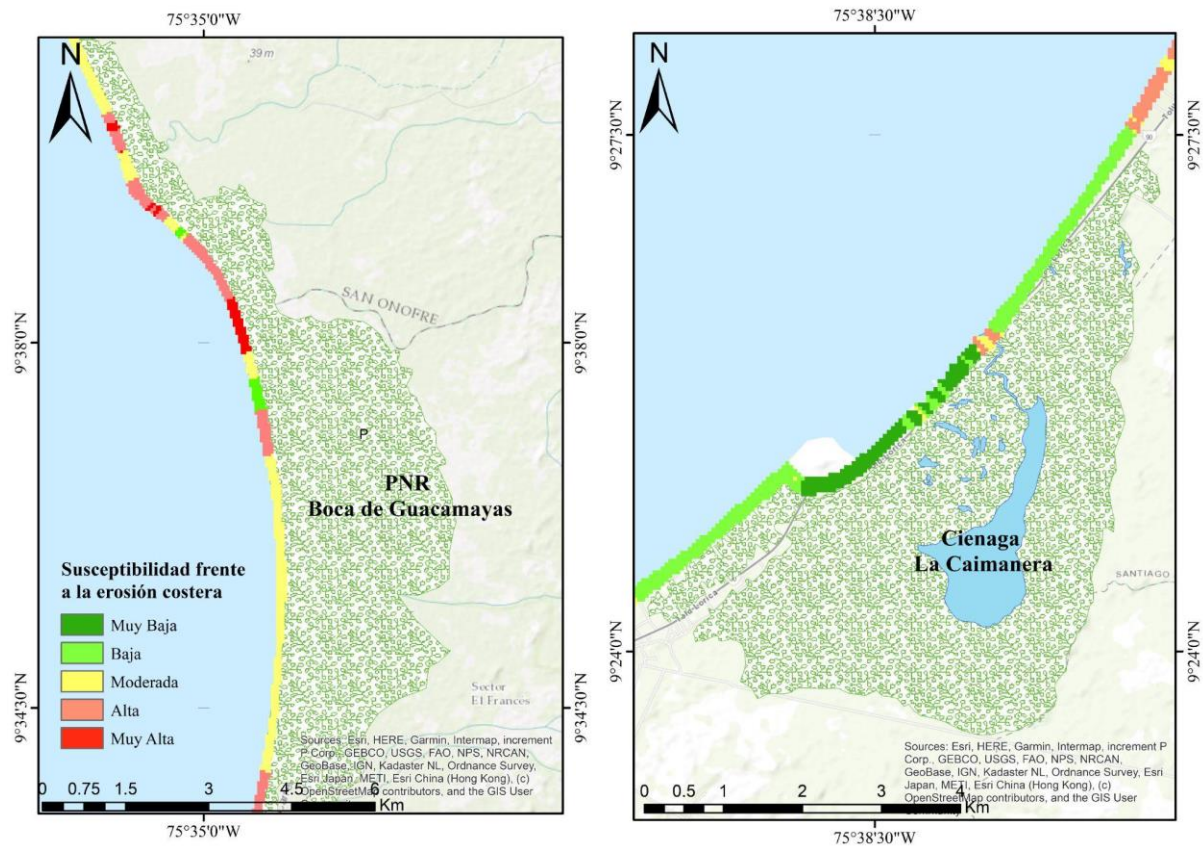 75°35'0"W
N
39 m
SAN ONOFRE
9°38'0"N
9°38'0"N
P
PNR
Boca de Guacamayas
Susceptibilidad frente
a la erosión costera
Muy Baja
Baja
Moderada
Alta
Muy Alta
Sector
El Frances
9°34'30"N
9°34'30"N
Sources: Esri, HERE, Garmin, Intermap, increment
P Corp., GEBCO, USGS, FAO, NPS, NRCAN,
GeoBase, IGN, Kadaster NL, Ordnance Survey,
Esri Japan, METI, Esri China (Hong Kong), (c)
OpenStreetMap contributors, and the GIS User
0 0.75 1.5 3 4.5 6
Km
75°35'0"W
75°38'30"W
N
9°27'30"N
9°27'30"N
90
Cienaga
La Caimanera
SANTIAGO
9°24'0"N
9°24'0"N
Sources: Esri, HERE, Garmin, Intermap, increment P
Corp., GEBCO, USGS, FAO, NPS, NRCAN,
GeoBase, IGN, Kadaster NL, Ordnance Survey, Esri
Japan, METI, Esri China (Hong Kong), (c)
OpenStreetMap contributors, and the GIS User
0 0.5 1 2 3 4
Km
75°38'30"W